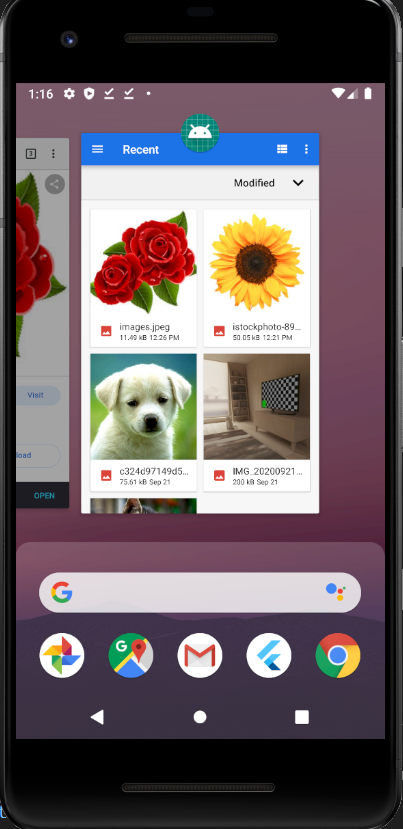 1:16
3
Recent
Modified
images.jpeg
11.49 kB 12:26 PM
istockphoto-89...
50.05 kB 12:21 PM
Visit
c324d97149d5...
75.61 kB Sep 21
IMG_20200921...
200 kB Sep 21
load
OPEN